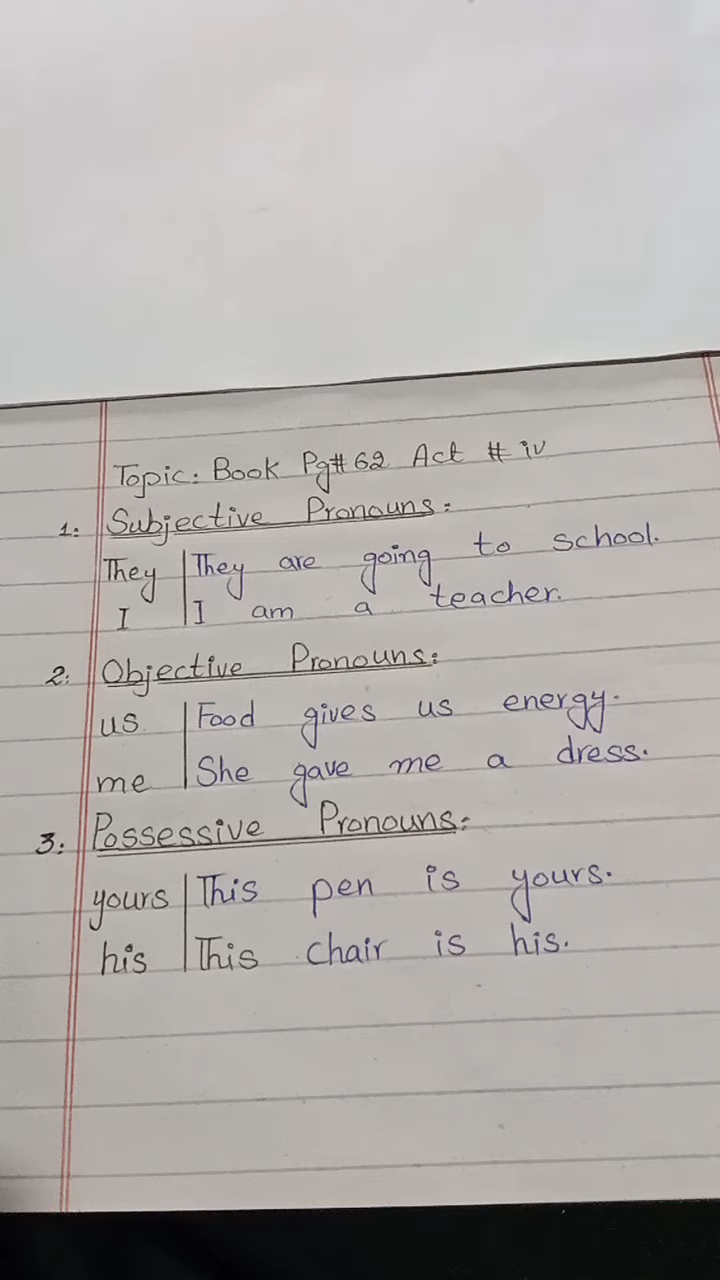 Topic: Book Pg# 62 Act # iv
1. Subjective Pronouns:
They | They are going to school.
I | I am a teacher.
2. Objective Pronouns:
us | Food gives us energy.
me | She gave me a dress.
3. Possessive Pronouns:
yours | This pen is yours.
his | This chair is his.